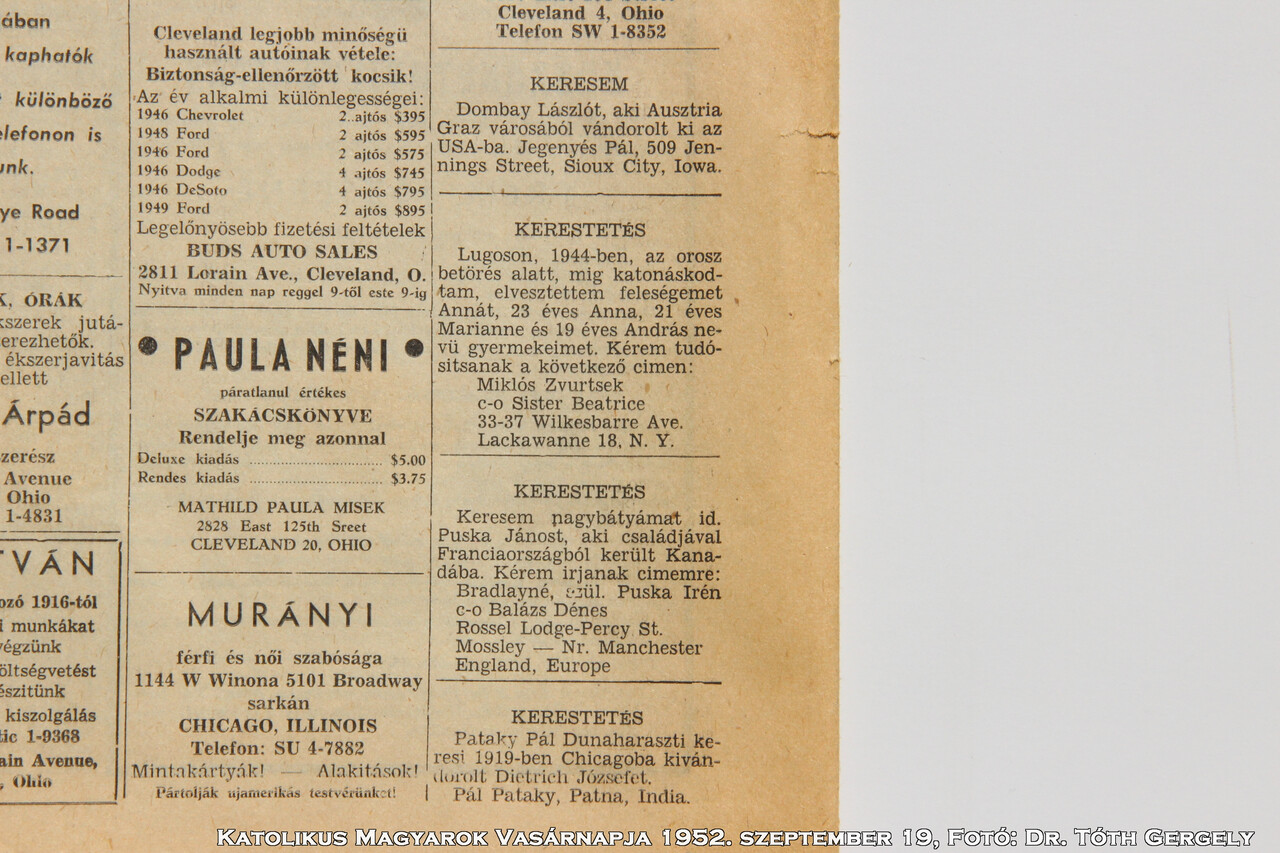 ában
kaphatók
különböző
elefonon is
unk.
ye Road
1-1371
K, ÓRÁK
kszerek jutá-
erezhetők.
ékszerjavitás
ellett
Árpád
zerész
Avenue
Ohio
1-4831
TVÁN
ozó 1916-tól
i munkákat
végzünk
öltségvetést
észitünk
kiszolgálás
tic 1-9368
ain Avenue,
, Ohio
Cleveland legjobb minőségü
használt autóinak vétele:
Biztonság-ellenőrzött kocsik!
Az év alkalmi különlegességei:
1946 Chevrolet 2..ajtós $395
1948 Ford 2 ajtós $595
1946 Ford 2 ajtós $575
1946 Dodge 4 ajtós $745
1946 DeSoto 4 ajtós $795
1949 Ford 2 ajtós $895
Legelőnyösebb fizetési feltételek
BUDS AUTO SALES
2811 Lorain Ave., Cleveland, O.
Nyitva minden nap reggel 9-től este 9-ig
• PAULA NÉNI •
páratlanul értékes
SZAKÁCSKÖNYVE
Rendelje meg azonnal
Deluxe kiadás ................................. $5.00
Rendes kiadás ................................. $3.75
MATHILD PAULA MISEK
2828 East 125th Sreet
CLEVELAND 20, OHIO
MURÁNYI
férfi és női szabósága
1144 W Winona 5101 Broadway
sarkán
CHICAGO, ILLINOIS
Telefon: SU 4-7882
Mintakártyák! — Alakitások!
Pártolják ujamerikás testvérünket!
Cleveland 4, Ohio
Telefon SW 1-8352
KERESEM
Dombay Lászlót, aki Ausztria
Graz városából vándorolt ki az
USA-ba. Jegenyés Pál, 509 Jen-
nings Street, Sioux City, Iowa.
KERESTETÉS
Lugoson, 1944-ben, az orosz
betörés alatt, mig katonáskod-
tam, elvesztettem feleségemet
Annát, 23 éves Anna, 21 éves
Marianne és 19 éves András ne-
vü gyermekeimet. Kérem tudó-
sitsanak a következő cimen:
Miklós Zvurtsek
c-o Sister Beatrice
33-37 Wilkesbarre Ave.
Lackawanne 18, N. Y.
KERESTETÉS
Keresem nagybátyámat id.
Puska Jánost, aki családjával
Franciaországból került Kana-
dába. Kérem irjanak cimemre:
Bradlayné, szül. Puska Irén
c-o Balázs Dénes
Rossel Lodge-Percy St.
Mossley — Nr. Manchester
England, Europe
KERESTETÉS
Pataky Pál Dunaharaszti ke-
resi 1919-ben Chicagoba kiván-
dorolt Dietrich Józsefet.
Pál Pataky, Patna, India.
Katolikus Magyarok Vasárnapja 1952. szeptember 19, Fotó: Dr. Tóth Gergely